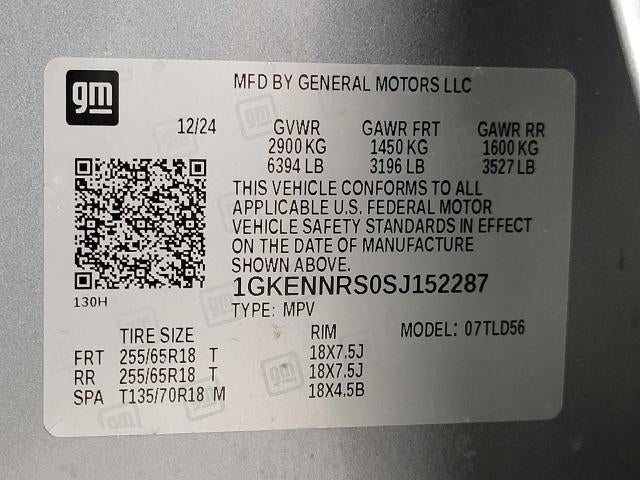 gm
MFD BY GENERAL MOTORS LLC
12/24 GVWR GAWR FRT GAWR RR
2900 KG 1450 KG 1600 KG
6394 LB 3196 LB 3527 LB
THIS VEHICLE CONFORMS TO ALL
APPLICABLE U.S. FEDERAL MOTOR
VEHICLE SAFETY STANDARDS IN EFFECT
ON THE DATE OF MANUFACTURE
SHOWN ABOVE.
1GKENNRS0SJ152287
130H
TYPE: MPV
TIRE SIZE RIM MODEL: 07TLD56
FRT 255/65R18 T 18X7.5J
RR 255/65R18 T 18X7.5J
SPA T135/70R18 M 18X4.5B
gm